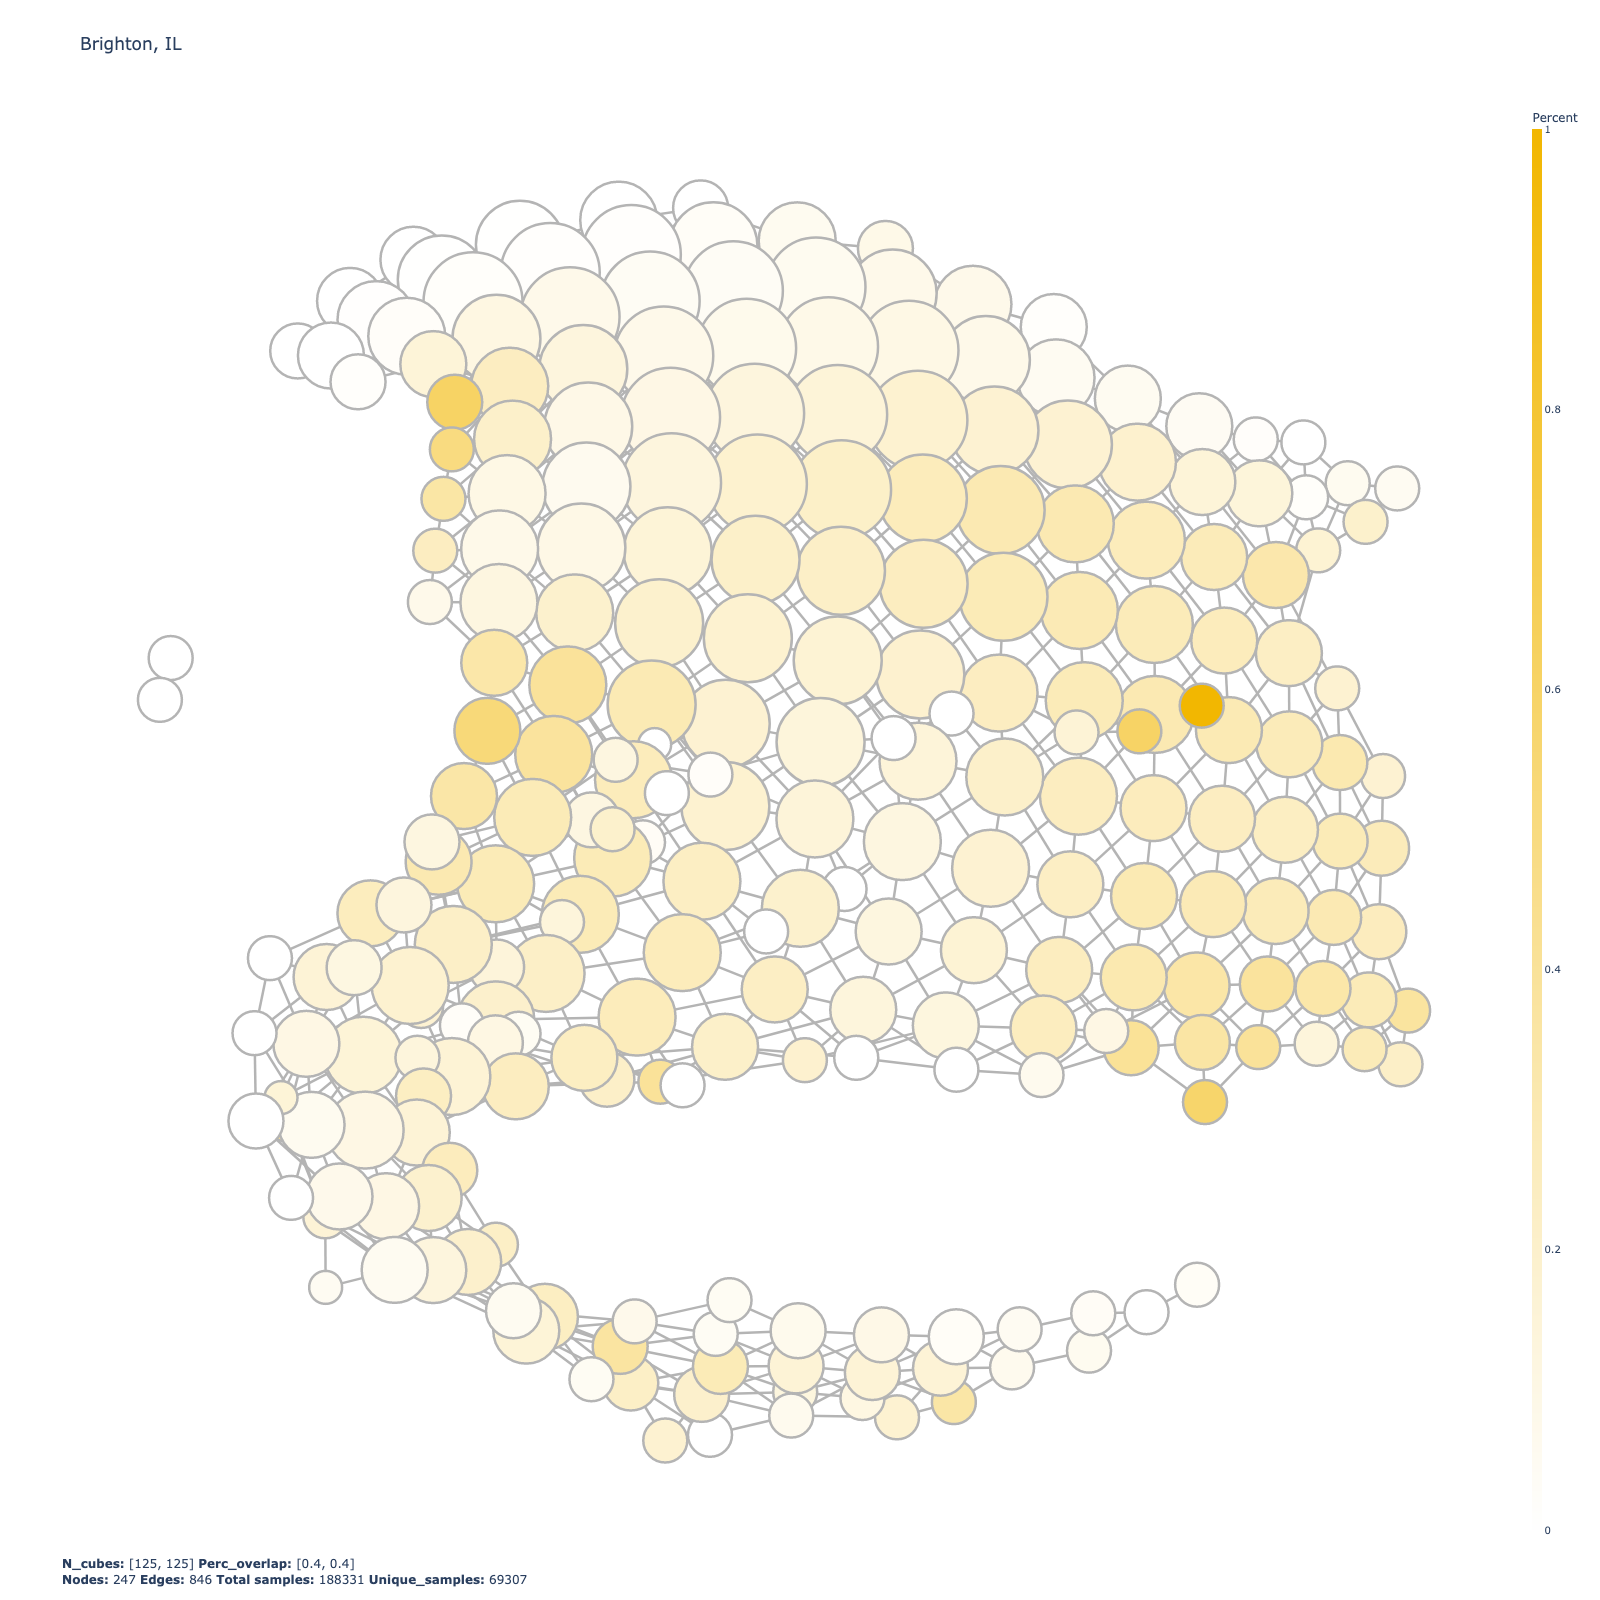 Brighton, IL
Percent
1
0.8
0.6
0.4
0.2
0
N_cubes: [125, 125] Perc_overlap: [0.4, 0.4]
Nodes: 247 Edges: 846 Total samples: 188331 Unique_samples: 69307